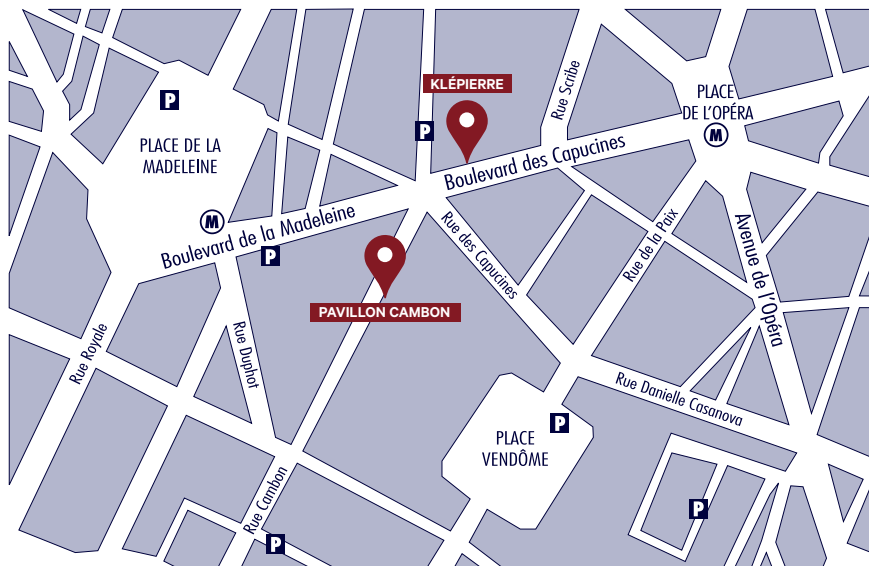 KLÉPIERRE
PLACE
DE L'OPÉRA
P
M
Rue Scribe
P
PLACE DE LA
MADELEINE
Boulevard des Capucines
M
Boulevard de la Madeleine
P
Rue des Capucines
Rue de la Paix
Avenue de l'Opéra
PAVILLON CAMBON
Rue Royale
Rue Duphot
Rue Danielle Casanova
P
PLACE
VENDÔME
Rue Cambon
P
P